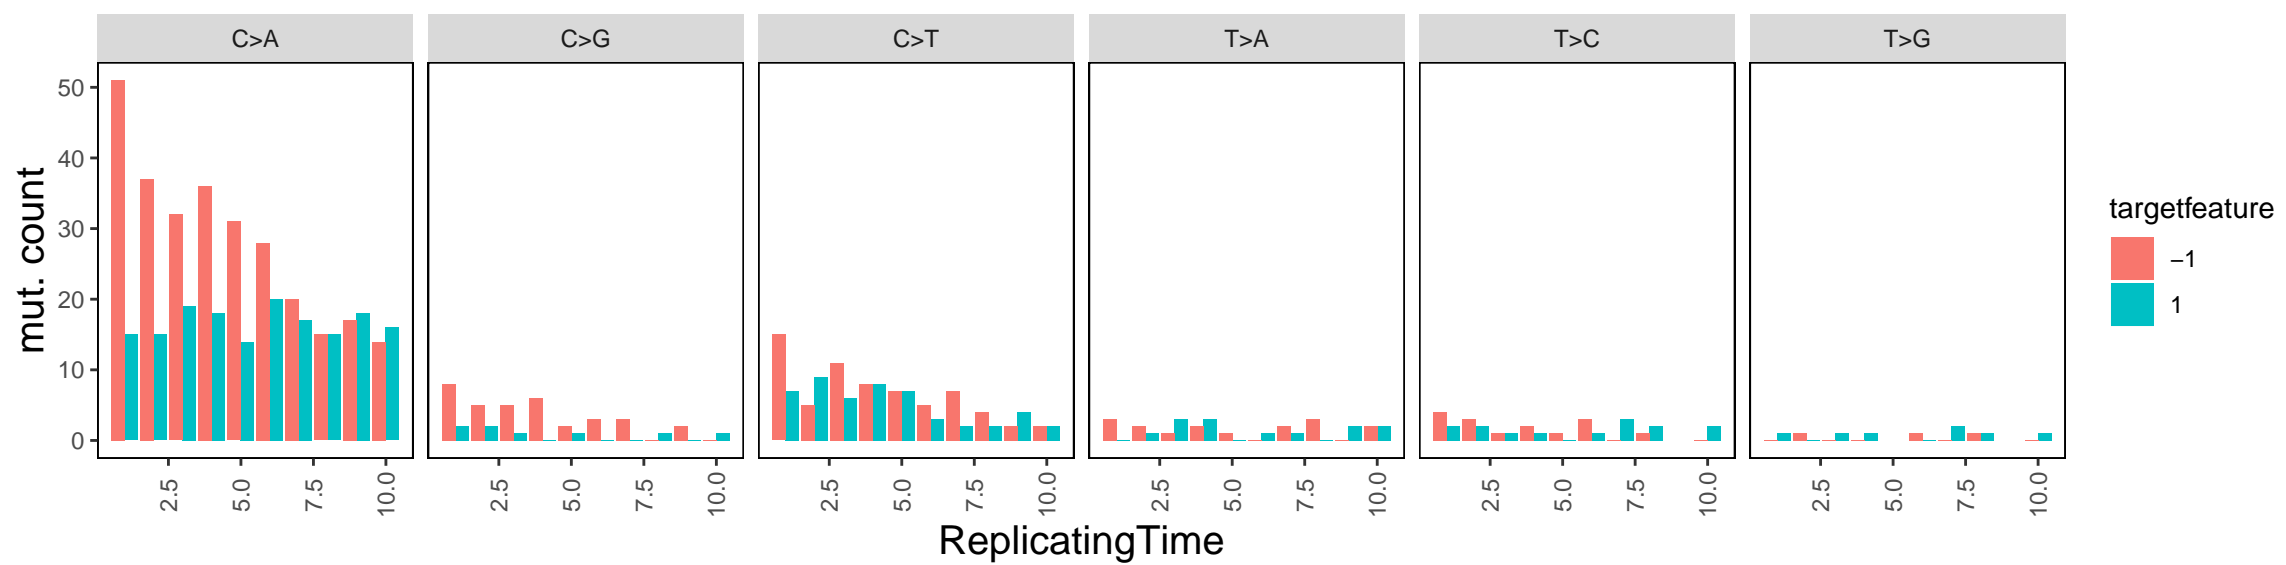 C>A C>G C>T T>A T>C T>G
50
40
30
20
10
0
mut. count
2.5 5.0 7.5 10.0 2.5 5.0 7.5 10.0 2.5 5.0 7.5 10.0 2.5 5.0 7.5 10.0 2.5 5.0 7.5 10.0 2.5 5.0 7.5 10.0
ReplicatingTime
targetfeature
−1
1